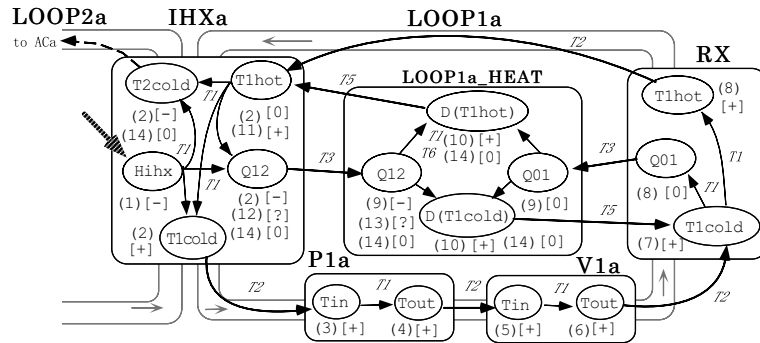 LOOP2a IHXa LOOP1a
to ACa
RX
T2 T2
T2cold T1hot T5 LOOP1a_HEAT T1hot (8)
[+]
T1
(2)[-] (2)[0] D(T1hot)
(14)[0] (11)[+] T1 (10)[+]
T6 (14)[0]
T1 T3 T3 T1
Hihx T1 Q12 Q12 Q01 Q01
(1)[-] (2)[-] (9)[-] (9)[0] (8)[0] T1
(12)[?] (13)[?] D(T1cold) T5 T1cold
(2) T1cold (14)[0] (14)[0] (10)[+] (14)[0] (7)[+]
[+]
P1a V1a
T2 T1 T2 T1 T2
Tin Tout Tin Tout
(3)[+] (4)[+] (5)[+] (6)[+]